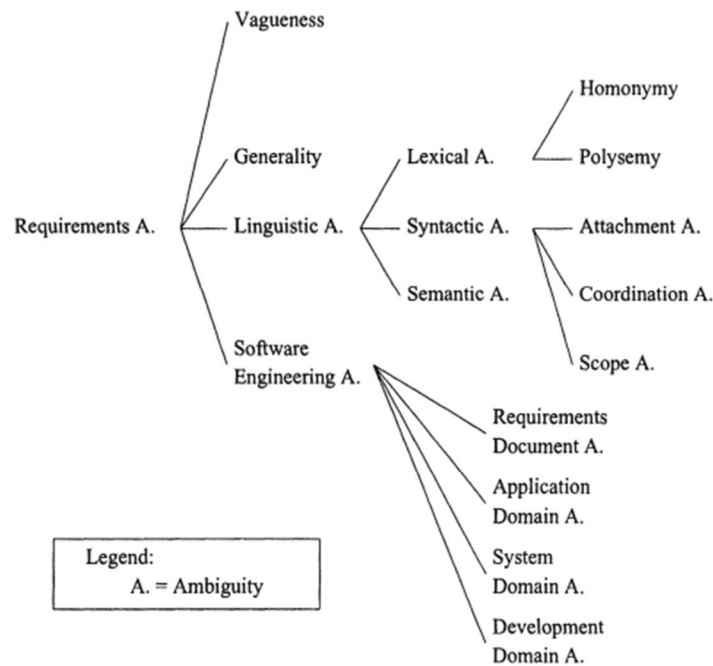 Vagueness
Homonymy
Generality
Lexical A.
Polysemy
Requirements A.
Linguistic A.
Syntactic A.
Attachment A.
Semantic A.
Coordination A.
Software
Engineering A.
Scope A.
Requirements
Document A.
Application
Domain A.
System
Domain A.
Development
Domain A.
Legend:
A. = Ambiguity